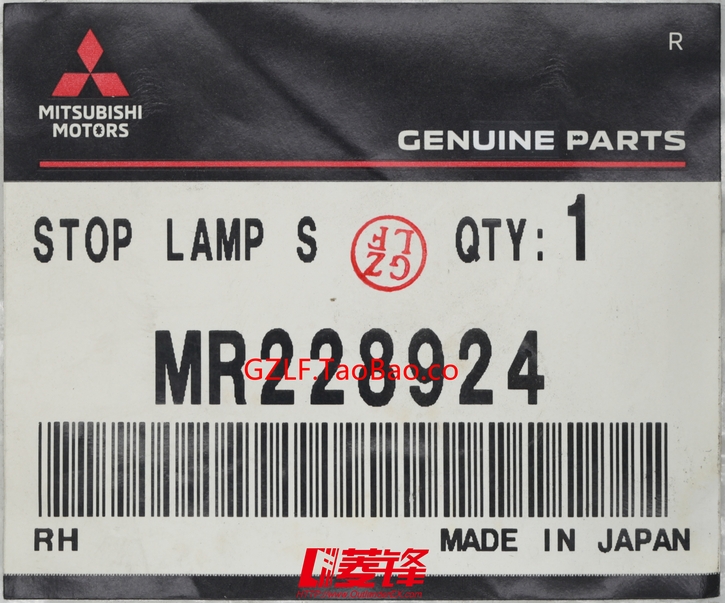 R
MITSUBISHI
MOTORS
GENUINE PARTS
STOP LAMP S
GZ
LF
QTY: 1
MR228924
GZLF.TaoBao.co
RH
MADE IN JAPAN
菱锋